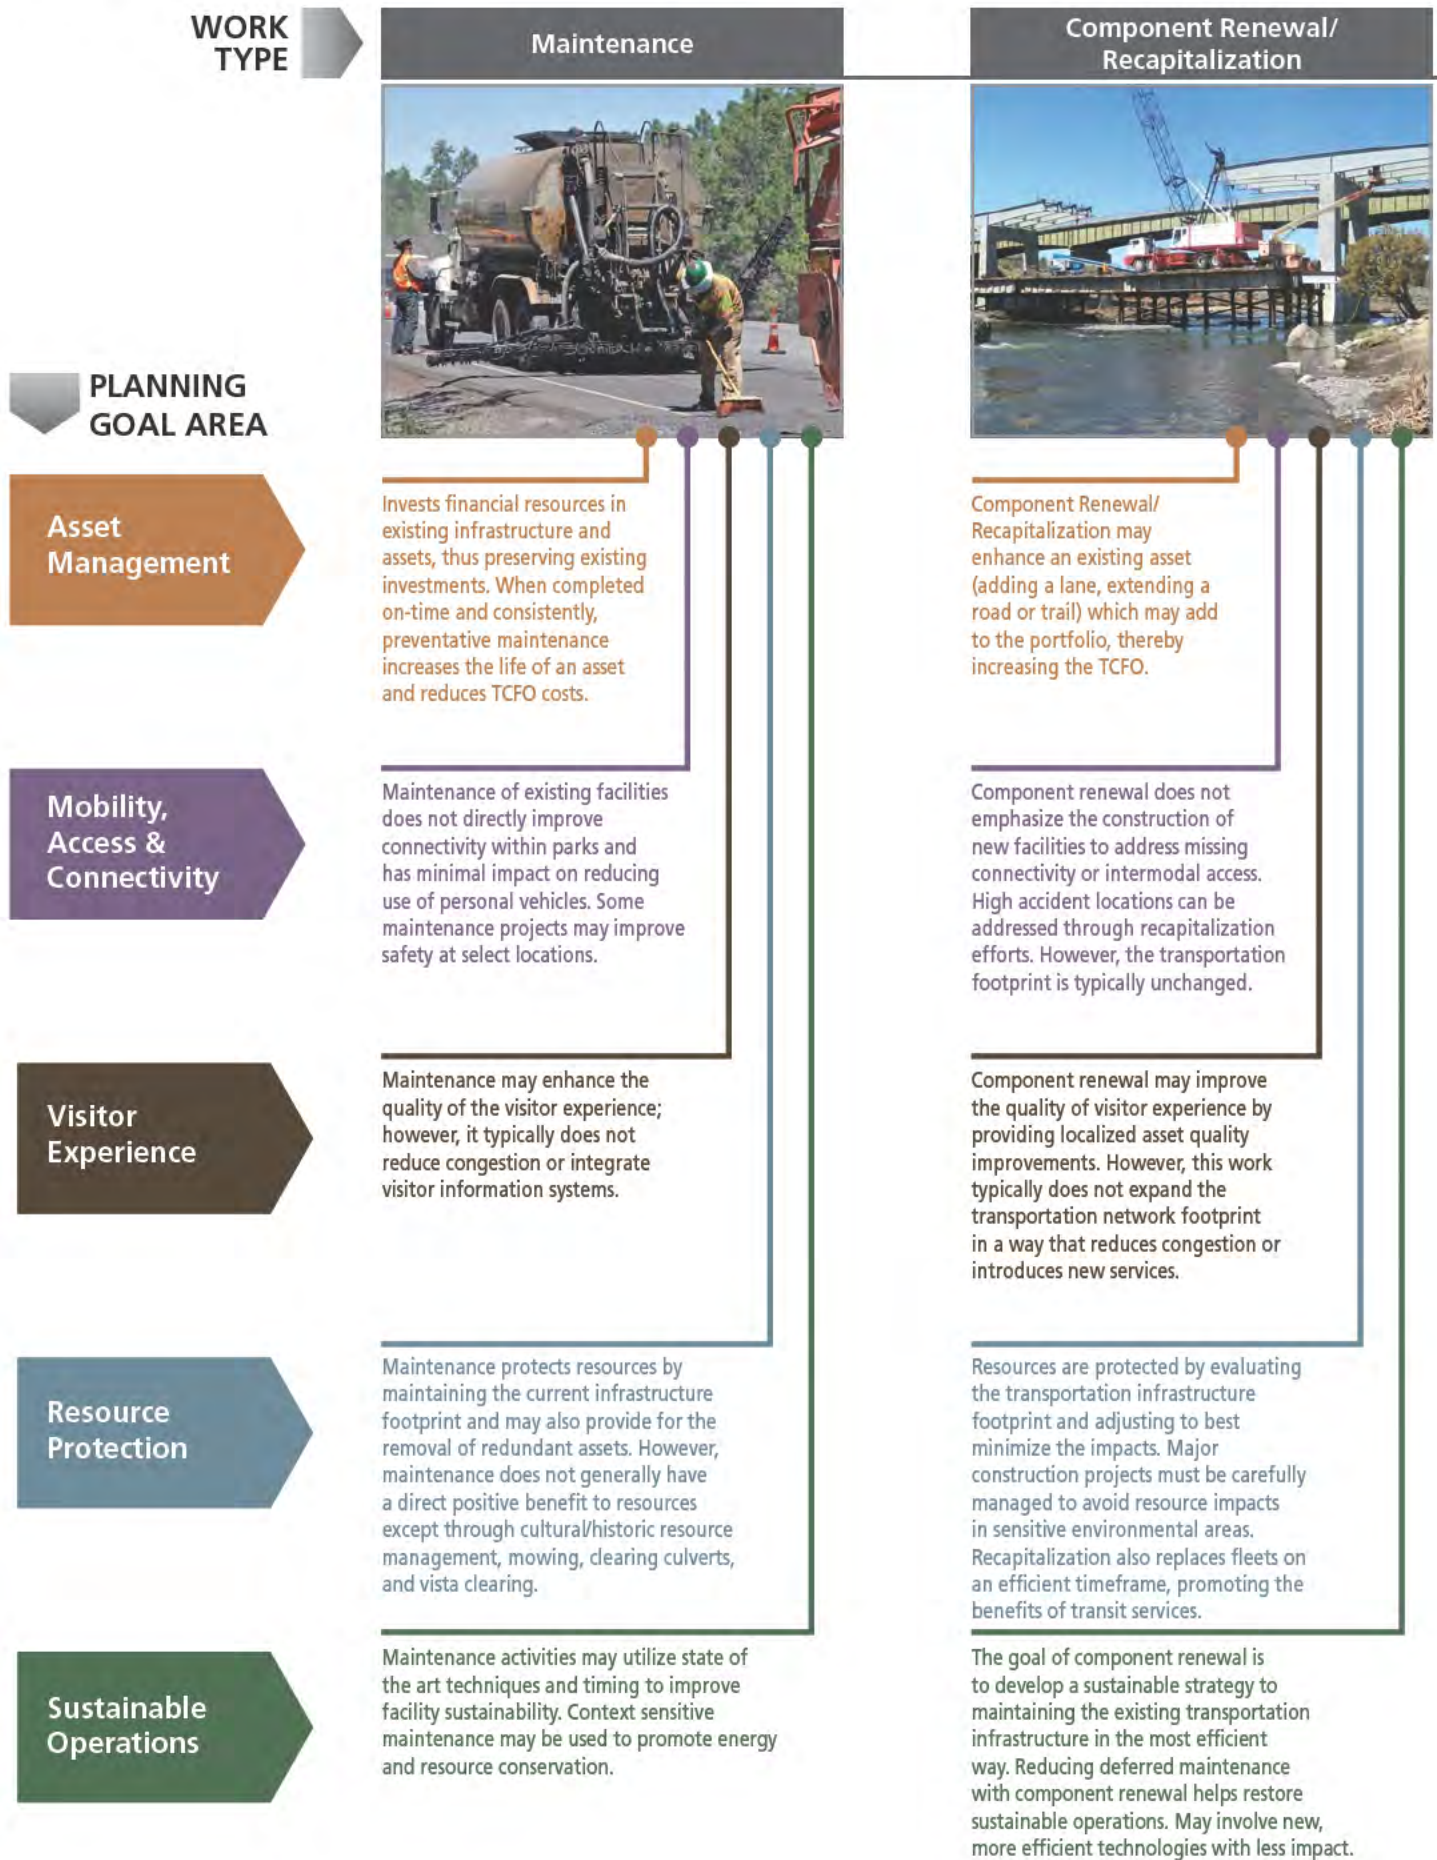 WORK
TYPE
Maintenance
Component Renewal/
Recapitalization
PLANNING
GOAL AREA
Asset
Management
Invests financial resources in
existing infrastructure and
assets, thus preserving existing
investments. When completed
on-time and consistently,
preventative maintenance
increases the life of an asset
and reduces TCFO costs.
Component Renewal/
Recapitalization may
enhance an existing asset
(adding a lane, extending a
road or trail) which may add
to the portfolio, thereby
increasing the TCFO.
Mobility,
Access &
Connectivity
Maintenance of existing facilities
does not directly improve
connectivity within parks and
has minimal impact on reducing
use of personal vehicles. Some
maintenance projects may improve
safety at select locations.
Component renewal does not
emphasize the construction of
new facilities to address missing
connectivity or intermodal access.
High accident locations can be
addressed through recapitalization
efforts. However, the transportation
footprint is typically unchanged.
Visitor
Experience
Maintenance may enhance the
quality of the visitor experience;
however, it typically does not
reduce congestion or integrate
visitor information systems.
Component renewal may improve
the quality of visitor experience by
providing localized asset quality
improvements. However, this work
typically does not expand the
transportation network footprint
in a way that reduces congestion or
introduces new services.
Resource
Protection
Maintenance protects resources by
maintaining the current infrastructure
footprint and may also provide for the
removal of redundant assets. However,
maintenance does not generally have
a direct positive benefit to resources
except through cultural/historic resource
management, mowing, clearing culverts,
and vista clearing.
Resources are protected by evaluating
the transportation infrastructure
footprint and adjusting to best
minimize the impacts. Major
construction projects must be carefully
managed to avoid resource impacts
in sensitive environmental areas.
Recapitalization also replaces fleets on
an efficient timeframe, promoting the
benefits of transit services.
Sustainable
Operations
Maintenance activities may utilize state of
the art techniques and timing to improve
facility sustainability. Context sensitive
maintenance may be used to promote energy
and resource conservation.
The goal of component renewal is
to develop a sustainable strategy to
maintaining the existing transportation
infrastructure in the most efficient
way. Reducing deferred maintenance
with component renewal helps restore
sustainable operations. May involve new,
more efficient technologies with less impact.